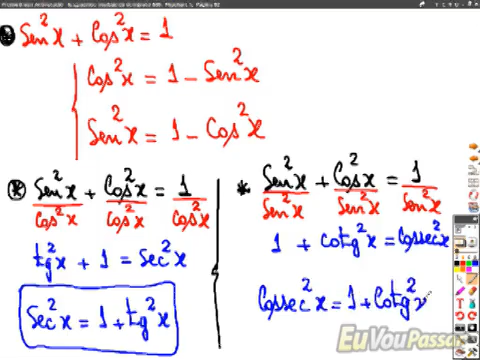 Sen²x + Cos²x = 1
Cos²x = 1 - Sen²x
Sen²x = 1 - Cos²x
* Sen²x/Cos²x + Cos²x/Cos²x = 1/Cos²x
tg²x + 1 = Sec²x
Sec²x = 1 + tg²x
* Sen²x/Sen²x + Cos²x/Sen²x = 1/Sen²x
1 + cotg²x = Cossec²x
Cossec²x = 1 + Cotg²x
EuVouPassar